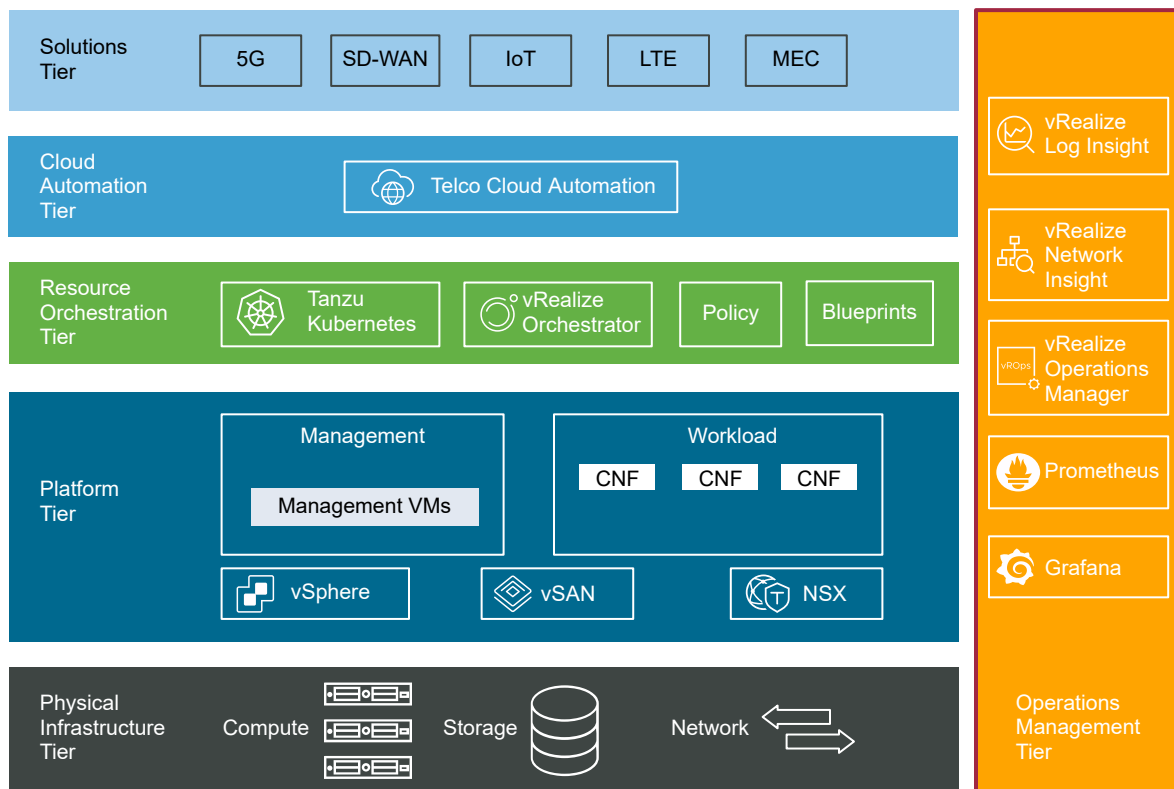 Solutions
Tier
5G
SD-WAN
IoT
LTE
MEC
Cloud
Automation
Tier
Telco Cloud Automation
Resource
Orchestration
Tier
Tanzu
Kubernetes
vRealize
Orchestrator
Policy
Blueprints
Platform
Tier
Management
Management VMs
Workload
CNF
CNF
CNF
vSphere
vSAN
NSX
Physical
Infrastructure
Tier
Compute
Storage
Network
vRealize
Log Insight
vRealize
Network
Insight
vROps
vRealize
Operations
Manager
Prometheus
Grafana
Operations
Management
Tier